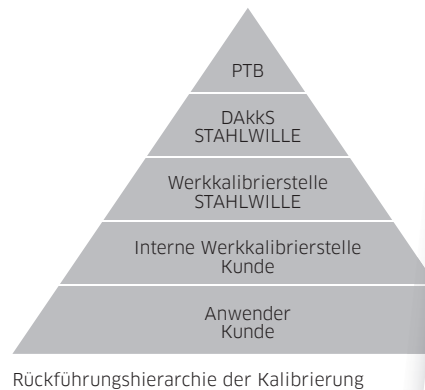 PTB
DAkkS
STAHLWILLE
Werkkalibrierstelle
STAHLWILLE
Interne Werkkalibrierstelle
Kunde
Anwender
Kunde
Rückführungshierarchie der Kalibrierung